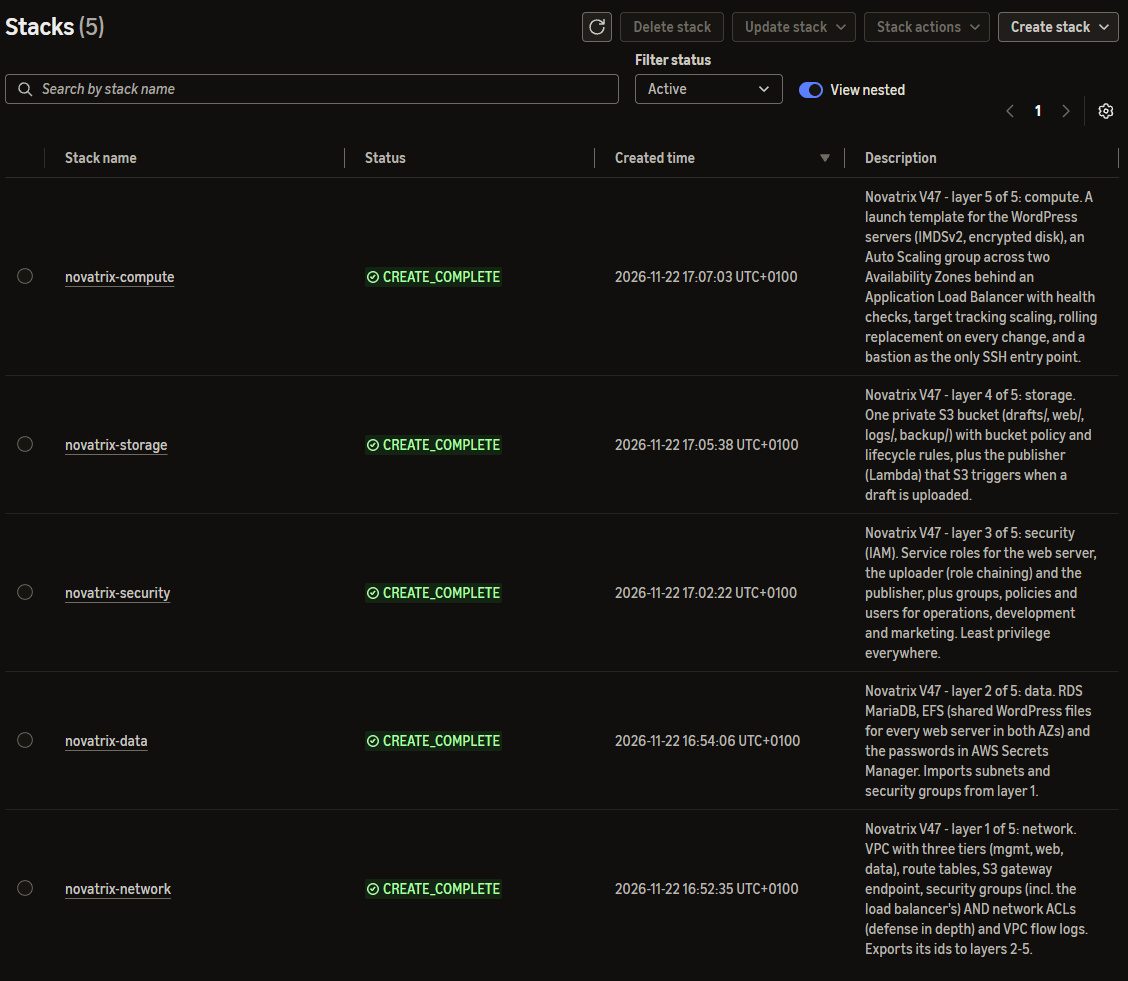 Stacks (5)
Delete stack
Update stack
Stack actions
Create stack
Filter status
Search by stack name
Active
View nested
1
Stack name
Status
Created time
Description
novatrix-compute
CREATE_COMPLETE
2026-11-22 17:07:03 UTC+0100
Novatrix V47 - layer 5 of 5: compute. A
launch template for the WordPress
servers (IMDSv2, encrypted disk), an
Auto Scaling group across two
Availability Zones behind an
Application Load Balancer with health
checks, target tracking scaling, rolling
replacement on every change, and a
bastion as the only SSH entry point.
novatrix-storage
CREATE_COMPLETE
2026-11-22 17:05:38 UTC+0100
Novatrix V47 - layer 4 of 5: storage.
One private S3 bucket (drafts/, web/,
logs/, backup/) with bucket policy and
lifecycle rules, plus the publisher
(Lambda) that S3 triggers when a
draft is uploaded.
novatrix-security
CREATE_COMPLETE
2026-11-22 17:02:22 UTC+0100
Novatrix V47 - layer 3 of 5: security
(IAM). Service roles for the web server,
the uploader (role chaining) and the
publisher, plus groups, policies and
users for operations, development
and marketing. Least privilege
everywhere.
novatrix-data
CREATE_COMPLETE
2026-11-22 16:54:06 UTC+0100
Novatrix V47 - layer 2 of 5: data. RDS
MariaDB, EFS (shared WordPress files
for every web server in both AZs) and
the passwords in AWS Secrets
Manager. Imports subnets and
security groups from layer 1.
novatrix-network
CREATE_COMPLETE
2026-11-22 16:52:35 UTC+0100
Novatrix V47 - layer 1 of 5: network.
VPC with three tiers (mgmt, web,
data), route tables, S3 gateway
endpoint, security groups (incl. the
load balancer's) AND network ACLs
(defense in depth) and VPC flow logs.
Exports its ids to layers 2-5.